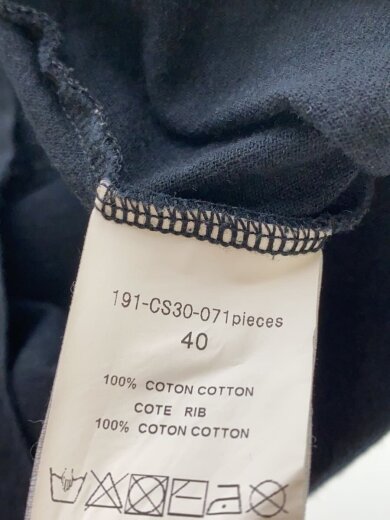 191-CS30-071pieces
40
100% COTON COTTON
COTE RIB
100% COTON COTTON